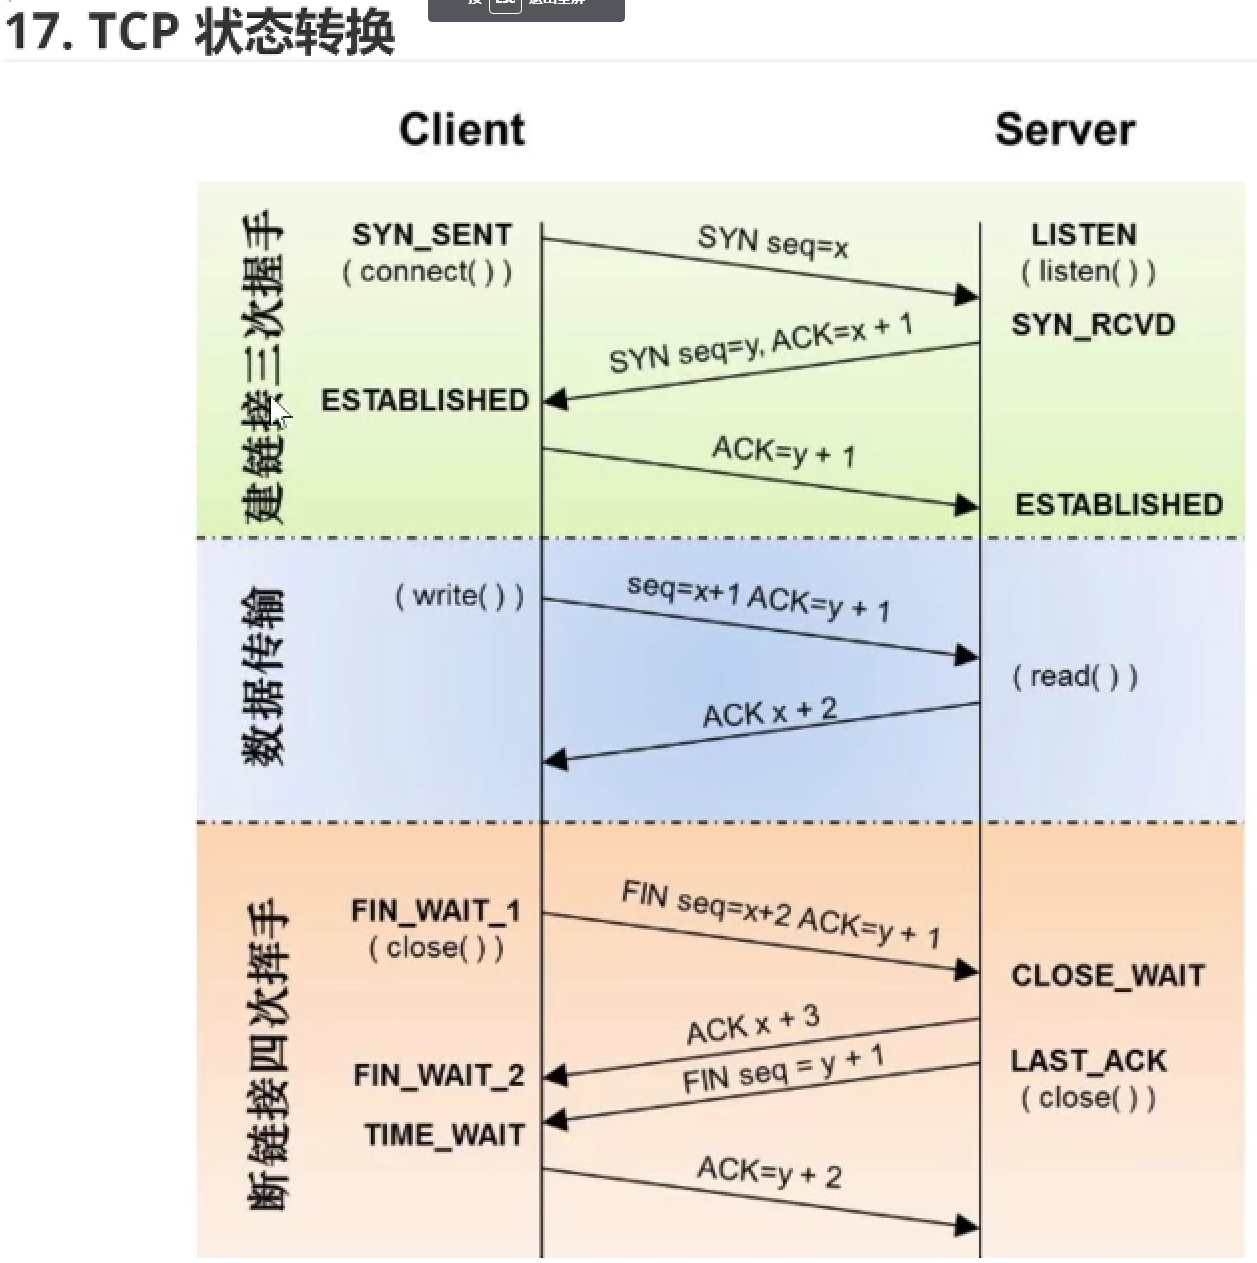 17. TCP 状态转换
Client
Server
建链接三次握手
SYN_SENT
( connect( ) )
SYN seq=x
LISTEN
( listen( ) )
SYN_RCVD
SYN seq=y, ACK=x + 1
ESTABLISHED
ACK=y + 1
ESTABLISHED
数据传输
( write( ) )
seq=x+1 ACK=y + 1
( read( ) )
ACK x + 2
断链接四次挥手
FIN_WAIT_1
( close( ) )
FIN seq=x+2 ACK=y + 1
CLOSE_WAIT
ACK x + 3
FIN_WAIT_2
FIN seq = y + 1
LAST_ACK
( close( ) )
TIME_WAIT
ACK=y + 2